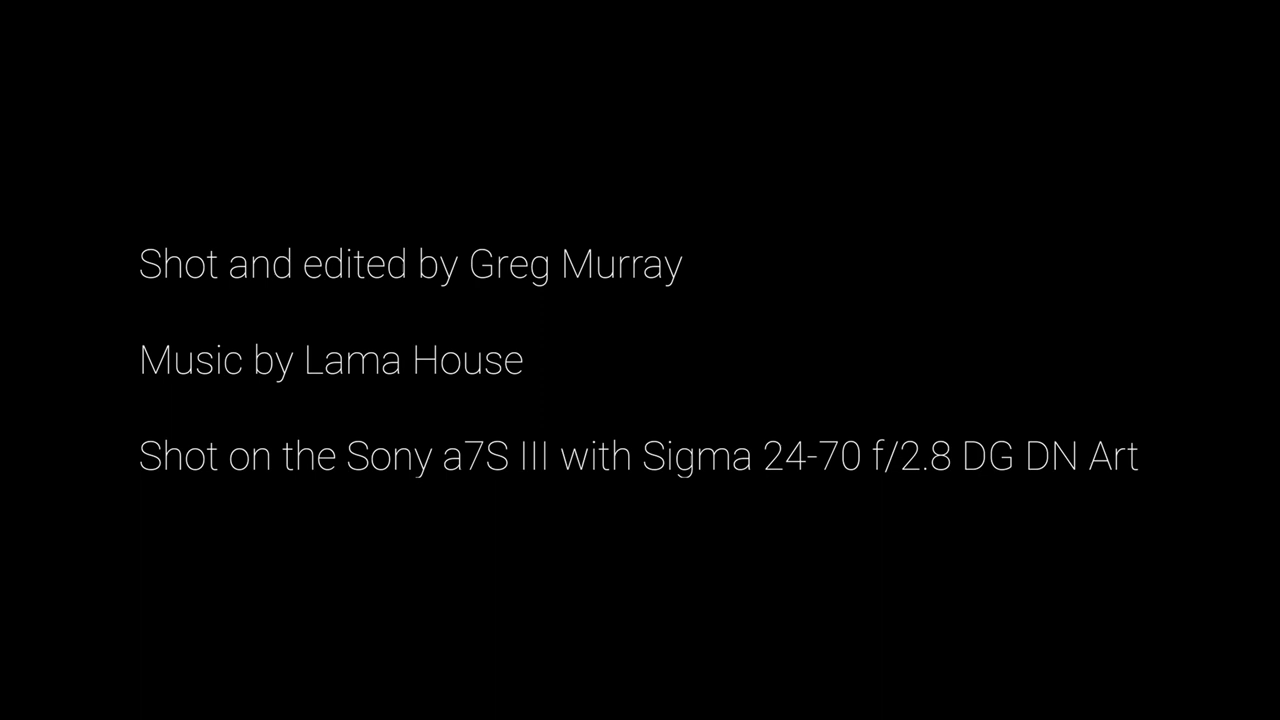 Shot and edited by Greg Murray
Music by Lama House
Shot on the Sony a7S III with Sigma 24-70 f/2.8 DG DN Art